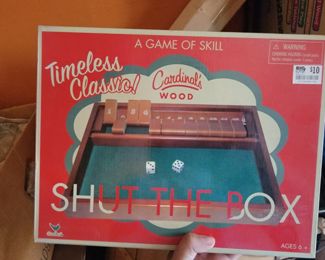 A GAME OF SKILL
WARNING
Timeless
Classic!
Cardinal's
WOOD
$10
SHUT THE BOX
AGES 6+